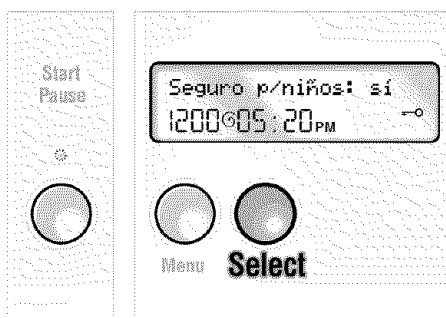 Start
Pause
Seguro p/niños: sí
1200 05:20PM
Menu
Select